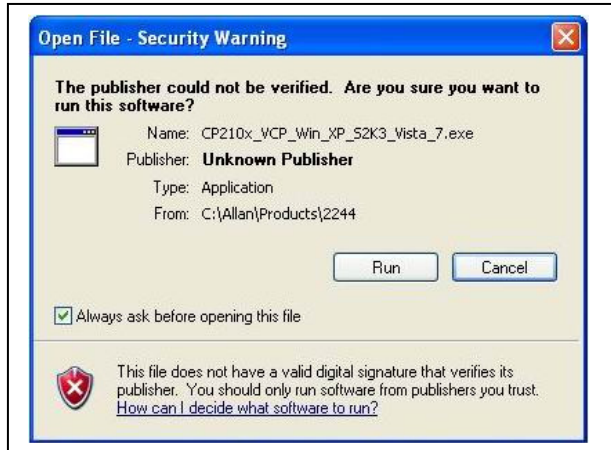 Open File - Security Warning
The publisher could not be verified. Are you sure you want to
run this software?
Name: CP210x_VCP_Win_XP_S2K3_Vista_7.exe
Publisher: Unknown Publisher
Type: Application
From: C:\Allan\Products\2244
Run Cancel
Always ask before opening this file
This file does not have a valid digital signature that verifies its
publisher. You should only run software from publishers you trust.
How can I decide what software to run?